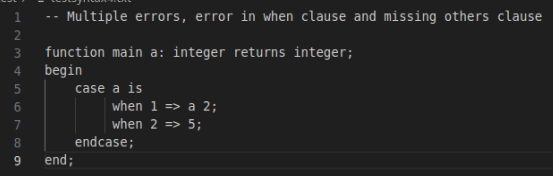 1 -- Multiple errors, error in when clause and missing others clause
2
3 function main a: integer returns integer;
4 begin
5     case a is
6         when 1 => a 2;
7         when 2 => 5;
8     endcase;
9 end;